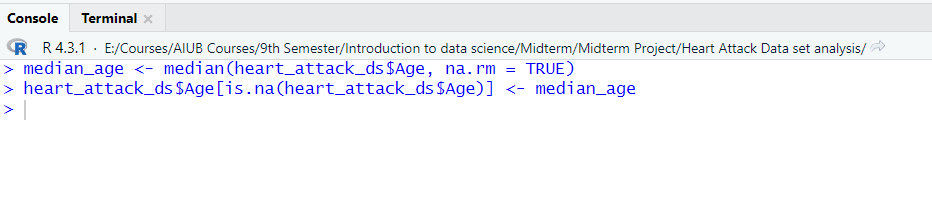 Console Terminal
R R 4.3.1 · E:/Courses/AIUB Courses/9th Semester/Introduction to data science/Midterm/Midterm Project/Heart Attack Data set analysis/
> median_age <- median(heart_attack_ds$Age, na.rm = TRUE)
> heart_attack_ds$Age[is.na(heart_attack_ds$Age)] <- median_age
>